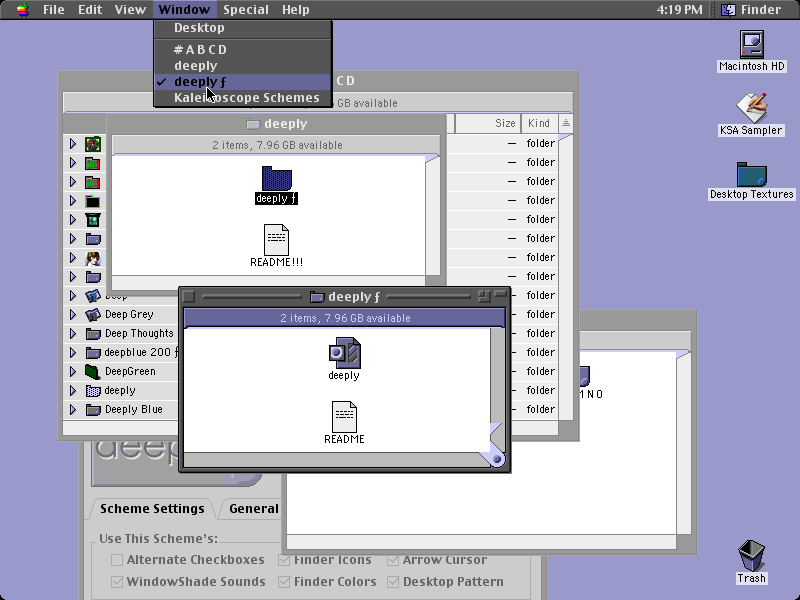 File Edit View Window Special Help 4:19 PM Finder
Desktop
# A B C D
deeply
✓ deeply ƒ
Kaleidoscope Schemes
C D
GB available
Size Kind
deeply
2 items, 7.96 GB available
deeply ƒ
README!!!
— folder
— folder
— folder
— folder
— folder
— folder
— folder
— folder
— folder
Deep Grey — folder
Deep Thoughts — folder
deepblue 200 ƒ — folder
DeepGreen — folder
deeply — folder
Deeply Blue — folder
deeply ƒ
2 items, 7.96 GB available
deeply
README
N O
deep
Scheme Settings General
Use This Scheme's:
Alternate Checkboxes Finder Icons Arrow Cursor
WindowShade Sounds Finder Colors Desktop Pattern
Macintosh HD
KSA Sampler
Desktop Textures
Trash